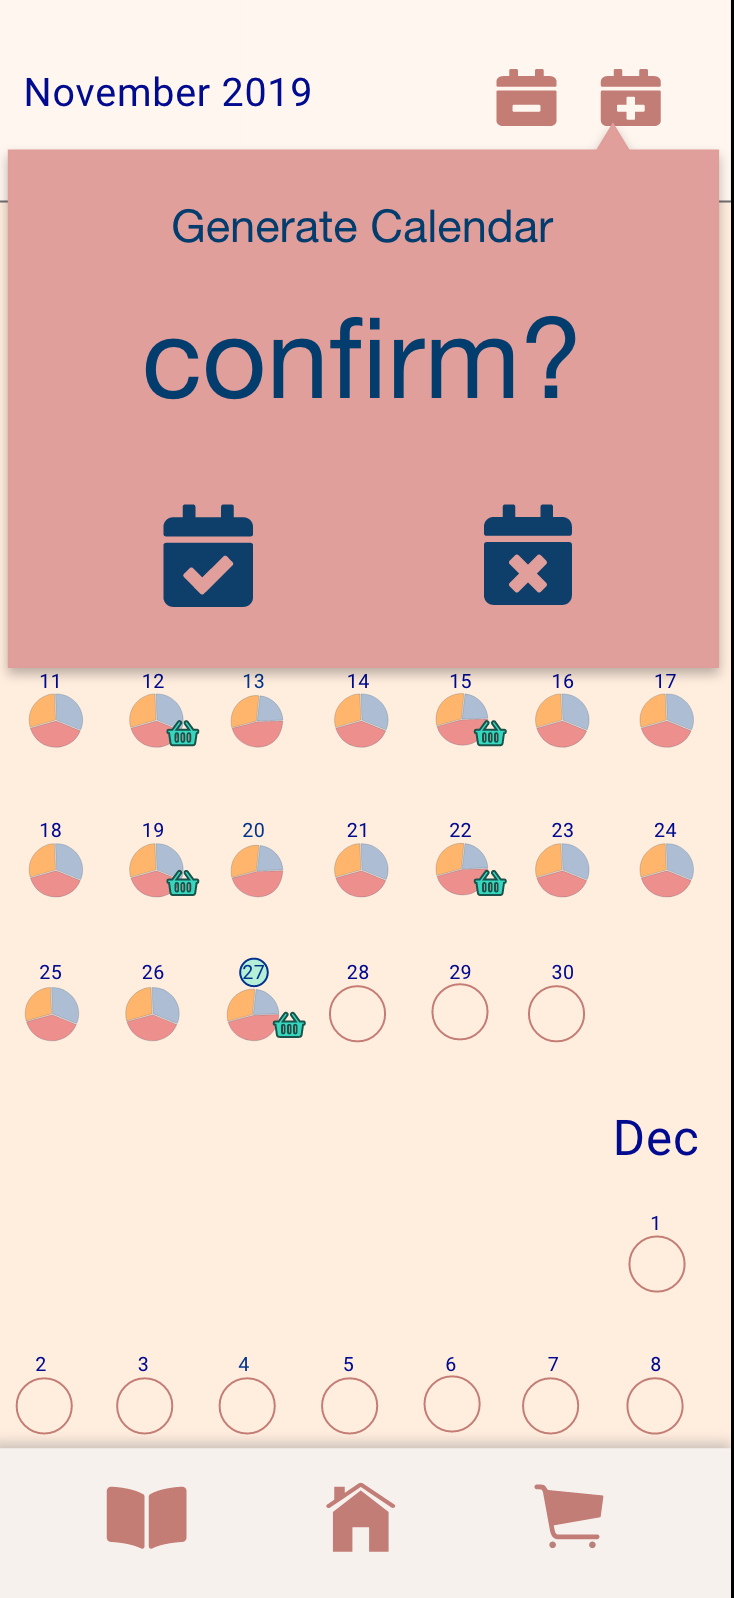 November 2019
Generate Calendar
confirm?
11 12 13 14 15 16 17
18 19 20 21 22 23 24
25 26 27 28 29 30
Dec
1
2 3 4 5 6 7 8